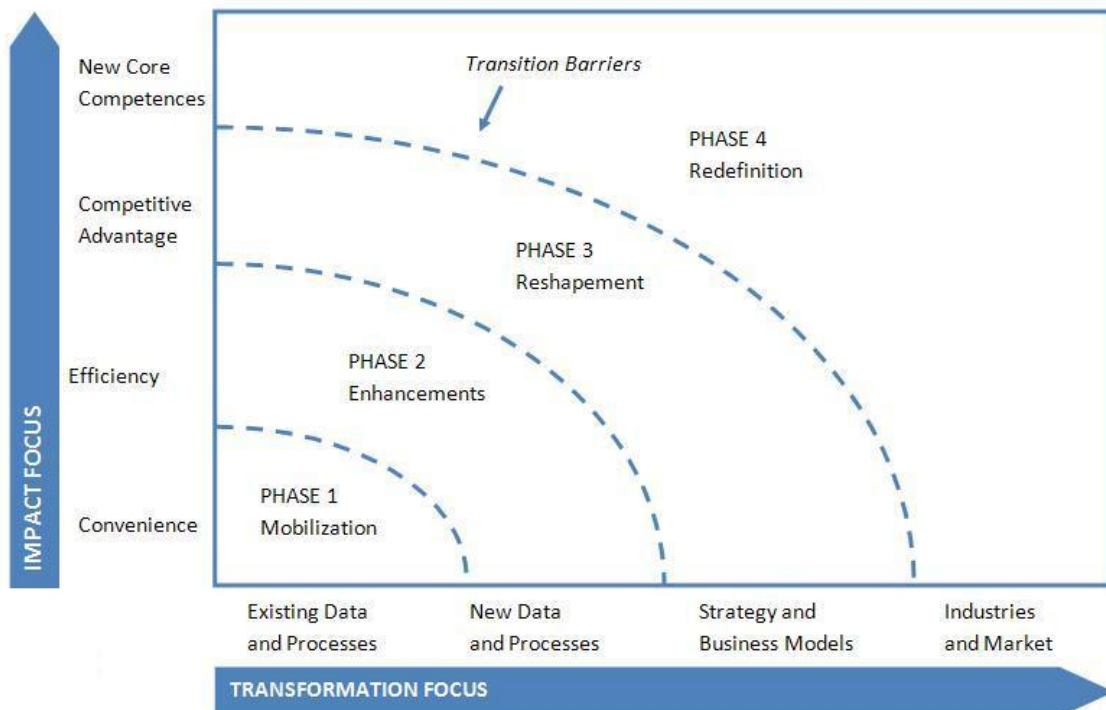 New Core
Competences
Transition Barriers
PHASE 4
Redefinition
Competitive
Advantage
PHASE 3
Reshapement
PHASE 2
Enhancements
Efficiency
PHASE 1
Mobilization
Convenience
IMPACT FOCUS
Existing Data
and Processes
New Data
and Processes
Strategy and
Business Models
Industries
and Market
TRANSFORMATION FOCUS